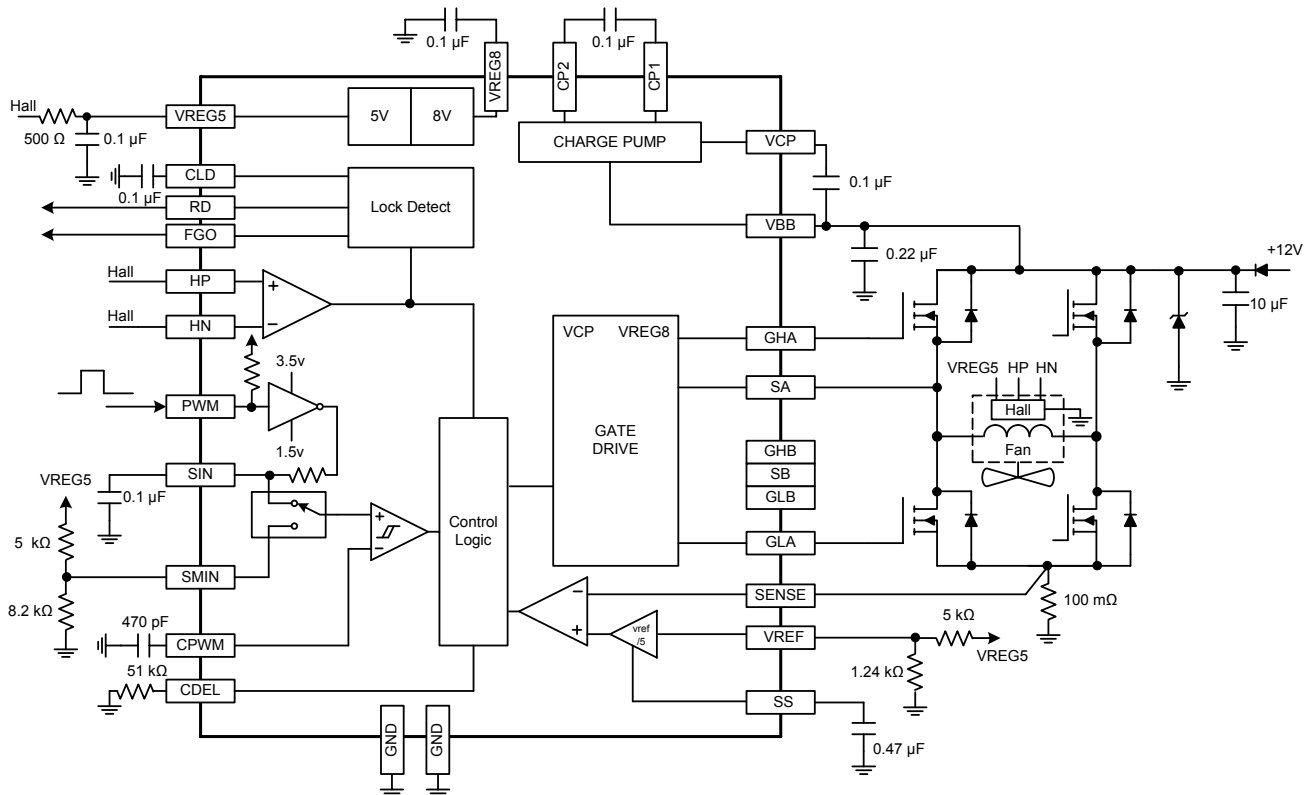 0.1 µF
VREG8
0.1 µF
CP2
CP1
Hall
500 Ω
0.1 µF
VREG5
5V
8V
CHARGE PUMP
VCP
0.1 µF
CLD
0.1 µF
RD
FGO
Lock Detect
VBB
0.22 µF
+12V
10 µF
Hall
HP
+
Hall
HN
−
3.5v
PWM
1.5v
VCP
VREG8
GATE
DRIVE
GHA
SA
GHB
SB
GLB
GLA
VREG5
HP
HN
Hall
Fan
SIN
0.1 µF
VREG5
5 kΩ
SMIN
8.2 kΩ
+
−
Control
Logic
470 pF
CPWM
51 kΩ
CDEL
−
+
vref
/5
SENSE
100 mΩ
VREF
5 kΩ
VREG5
1.24 kΩ
SS
0.47 µF
GND
GND